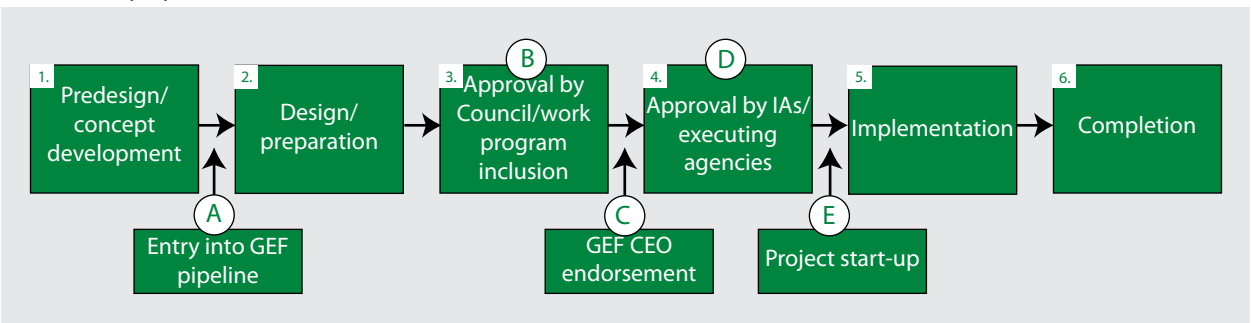 1.
Predesign/
concept
development
2.
Design/
preparation
B
3.
Approval by
Council/work
program
inclusion
D
4.
Approval by IAs/
executing
agencies
5.
Implementation
6.
Completion
A
Entry into GEF
pipeline
C
GEF CEO
endorsement
E
Project start-up